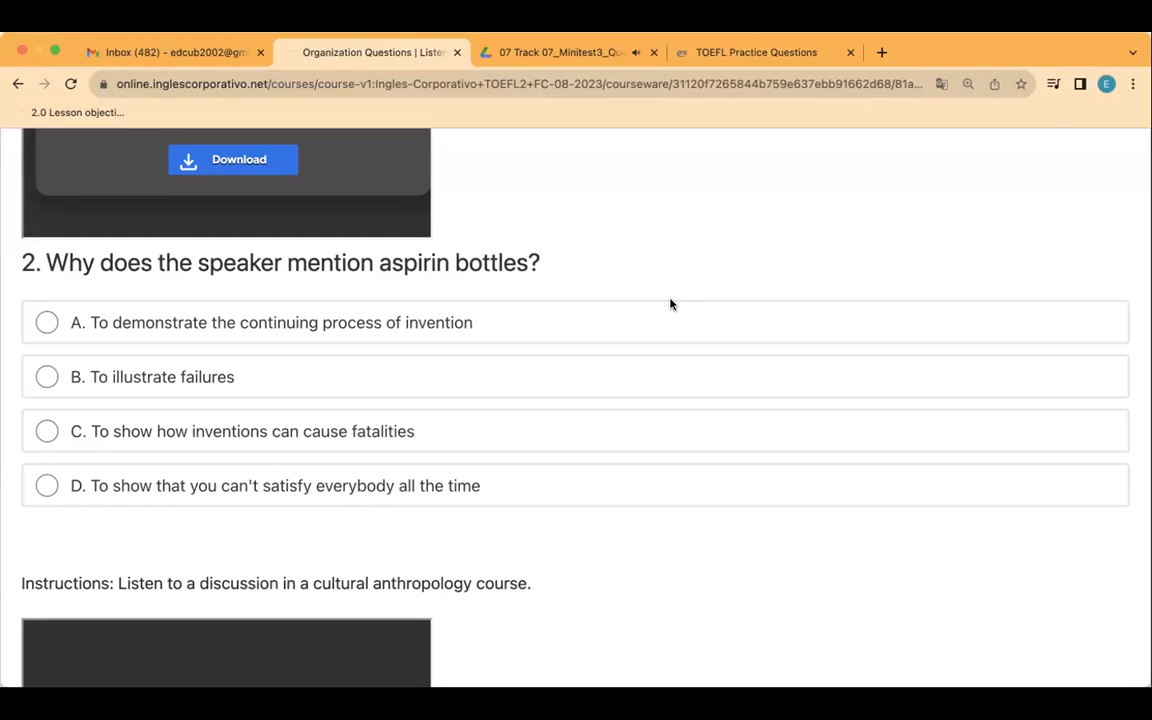 Inbox (482) - edcub2002@gm
Organization Questions | Lister
07 Track 07_Minitest3_Qu
TOEFL Practice Questions
online.inglescorporativo.net/courses/course-v1:Ingles-Corporativo+TOEFL2+FC-08-2023/courseware/31120f7265844b759e637ebb91662d68/81a...
E
2.0 Lesson objecti...
Download
2. Why does the speaker mention aspirin bottles?
A. To demonstrate the continuing process of invention
B. To illustrate failures
C. To show how inventions can cause fatalities
D. To show that you can't satisfy everybody all the time
Instructions: Listen to a discussion in a cultural anthropology course.